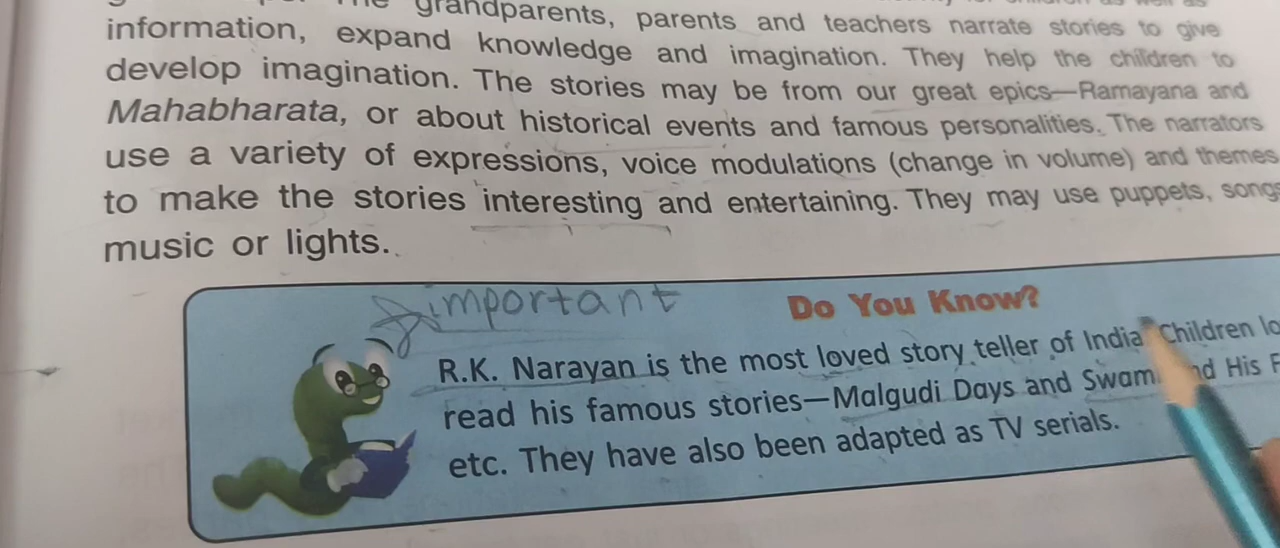 grandparents, parents and teachers narrate stories to give
information, expand knowledge and imagination. They help the children to
develop imagination. The stories may be from our great epics—Ramayana and
Mahabharata, or about historical events and famous personalities. The narrators
use a variety of expressions, voice modulations (change in volume) and themes
to make the stories interesting and entertaining. They may use puppets, songs
music or lights.
important
Do You Know?
R.K. Narayan is the most loved story teller of India Children
read his famous stories—Malgudi Days and His
etc. They have also been adapted as TV serials.